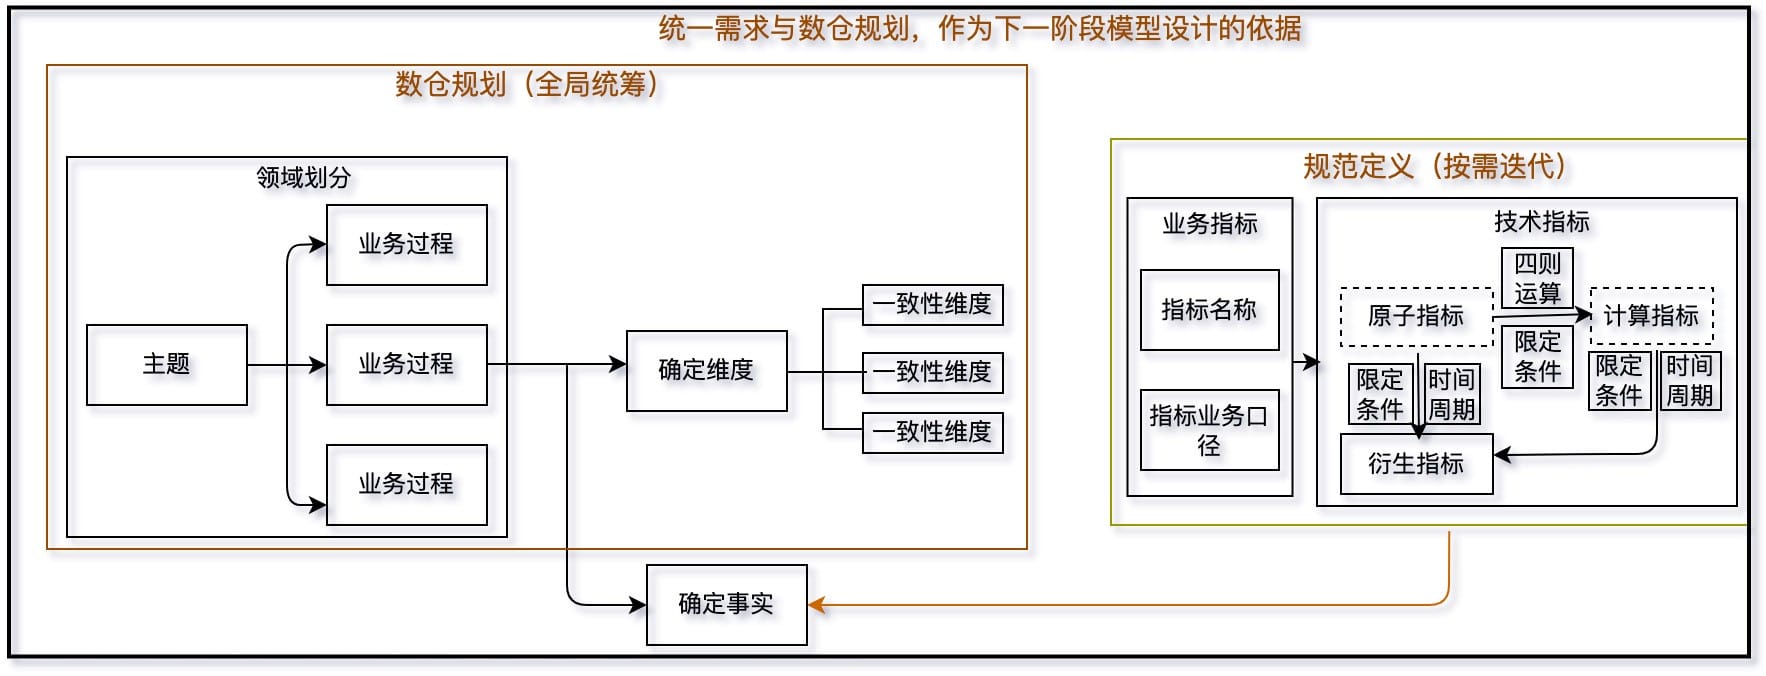 统一需求与数仓规划，作为下一阶段模型设计的依据
数仓规划（全局统筹）
领域划分
主题
业务过程
业务过程
业务过程
确定维度
一致性维度
一致性维度
一致性维度
确定事实
规范定义（按需迭代）
业务指标
指标名称
指标业务口
径
技术指标
原子指标
四则
运算
限定
条件
计算指标
限定
条件
时间
周期
限定
条件
时间
周期
衍生指标